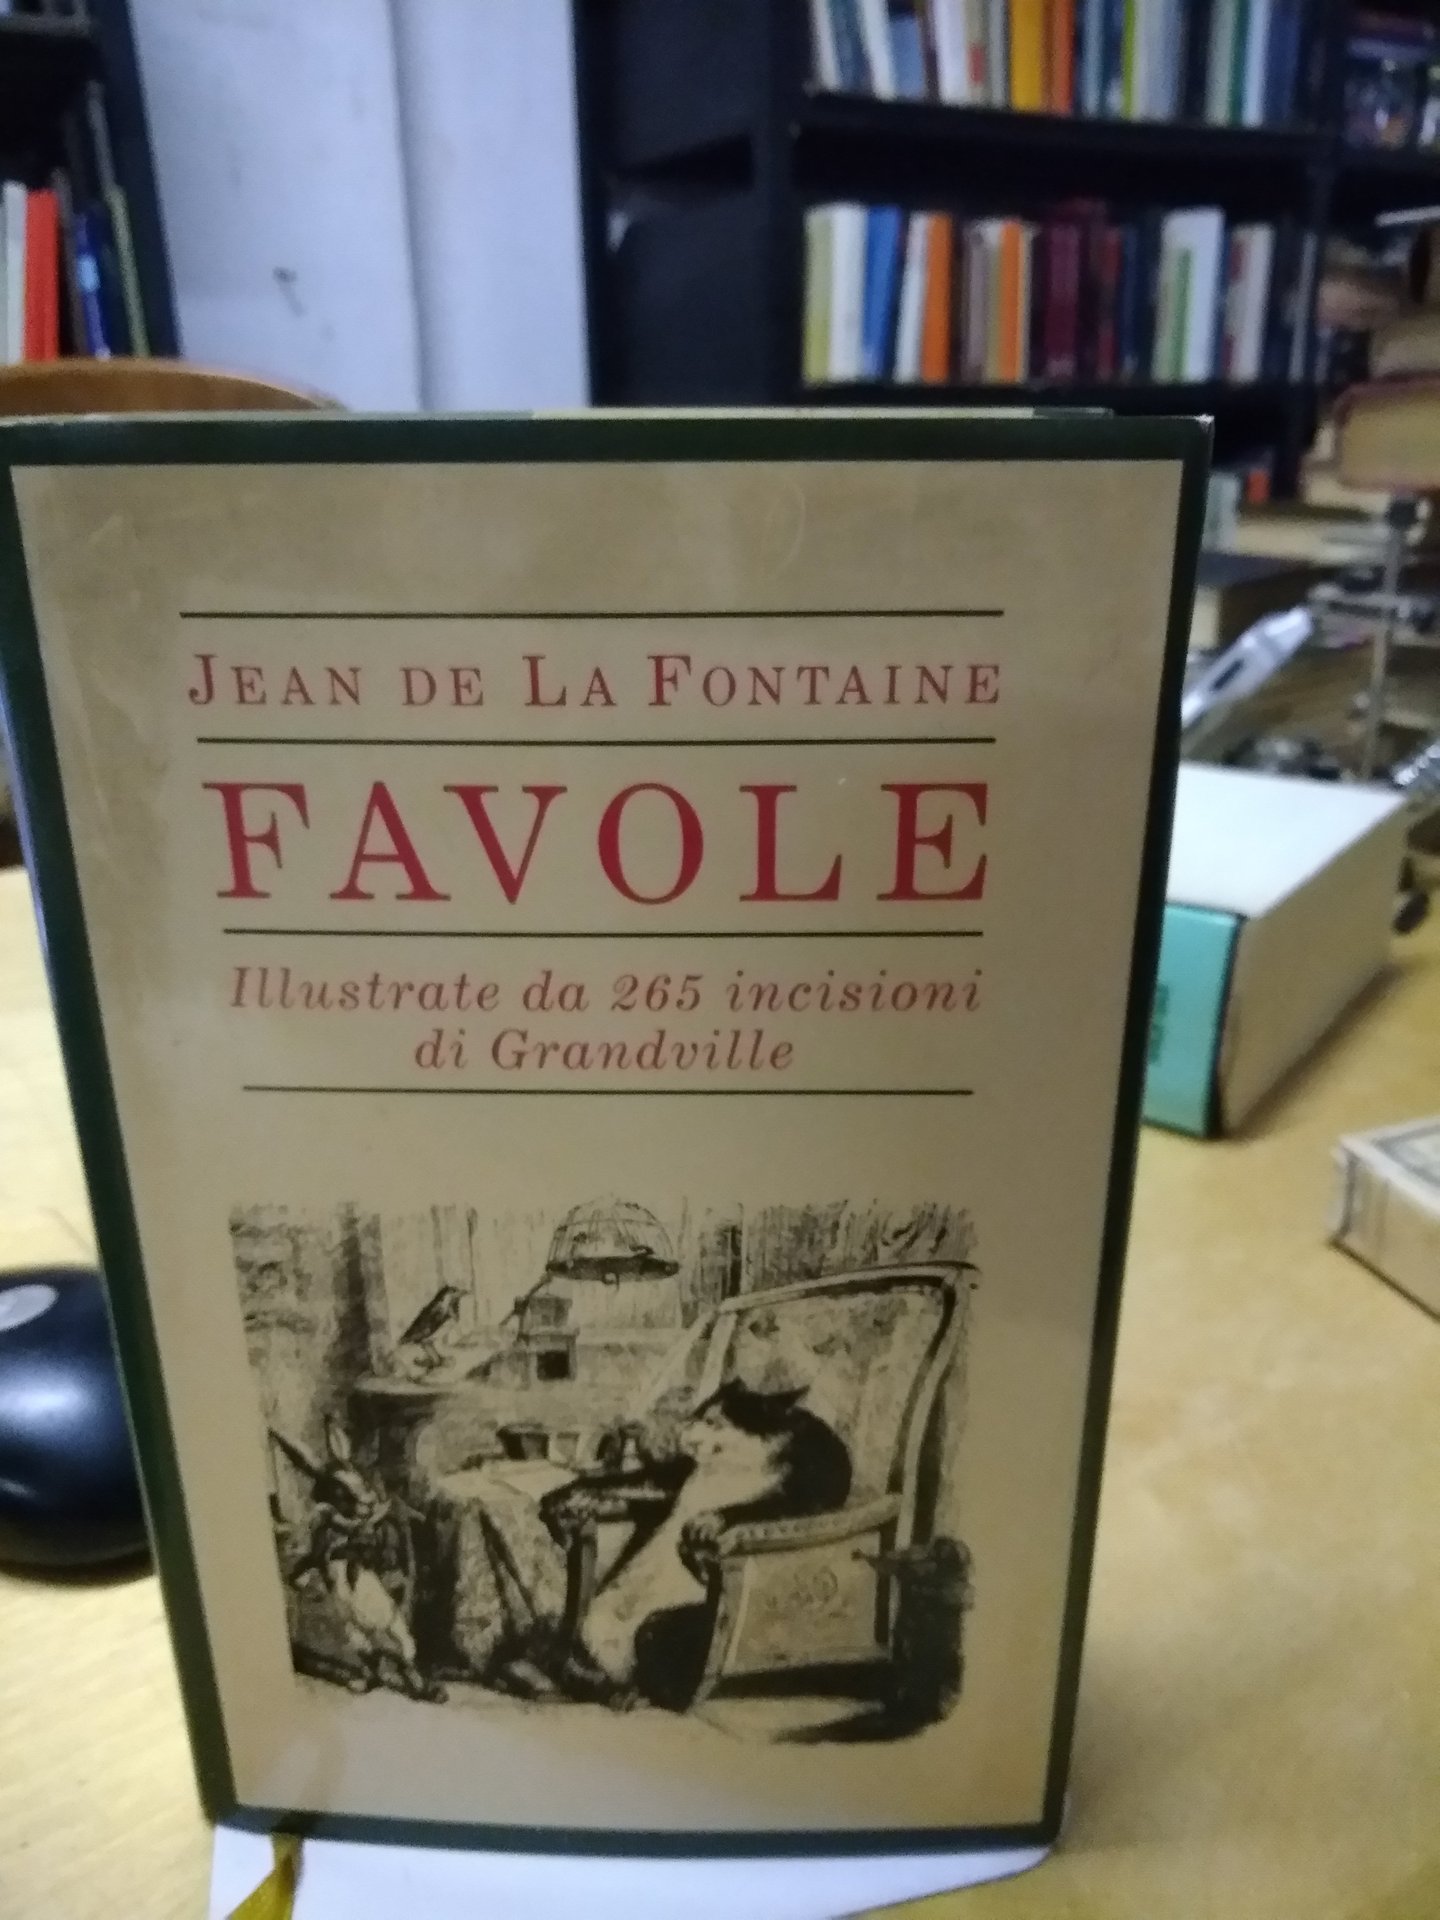 JEAN DE LA FONTAINE
FAVOLE
Illustrate da 265 incisioni
di Grandville